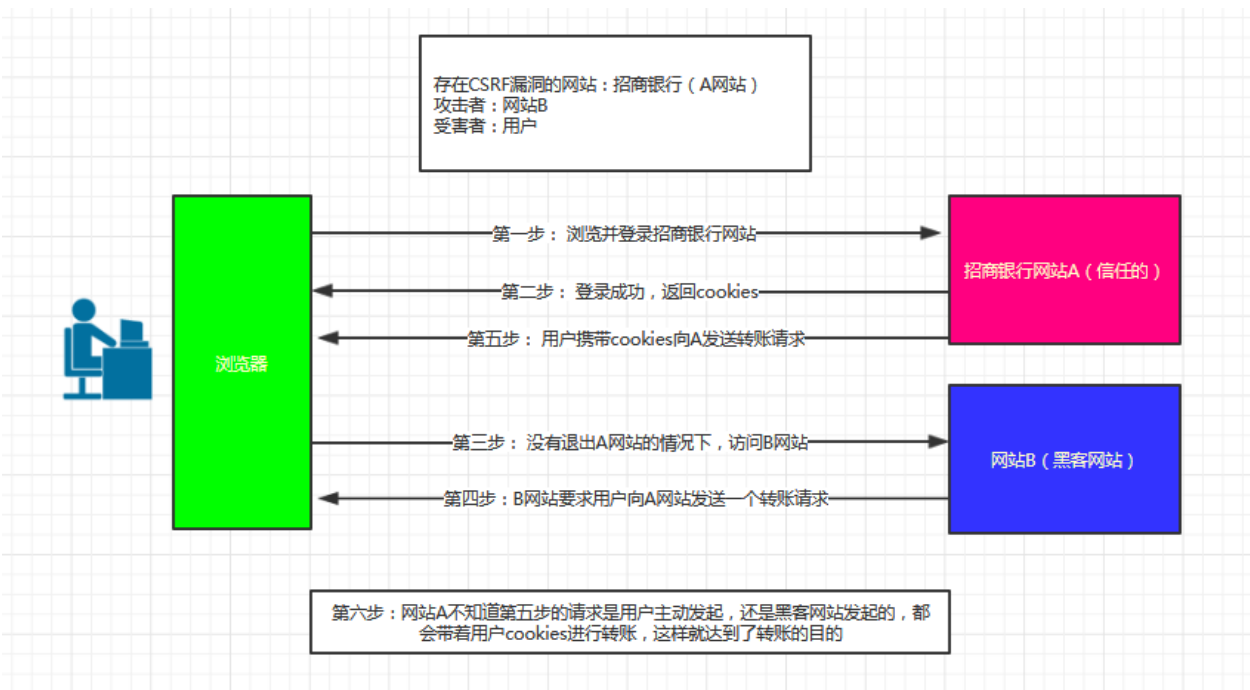 存在CSRF漏洞的网站：招商银行（A网站）
攻击者：网站B
受害者：用户
第一步： 浏览并登录招商银行网站
招商银行网站A（信任的）
第二步： 登录成功，返回cookies
第五步： 用户携带cookies向A发送转账请求
浏览器
第三步： 没有退出A网站的情况下，访问B网站
网站B（黑客网站）
第四步：B网站要求用户向A网站发送一个转账请求
第六步：网站A不知道第五步的请求是用户主动发起，还是黑客网站发起的，都
会带着用户cookies进行转账，这样就达到了转账的目的